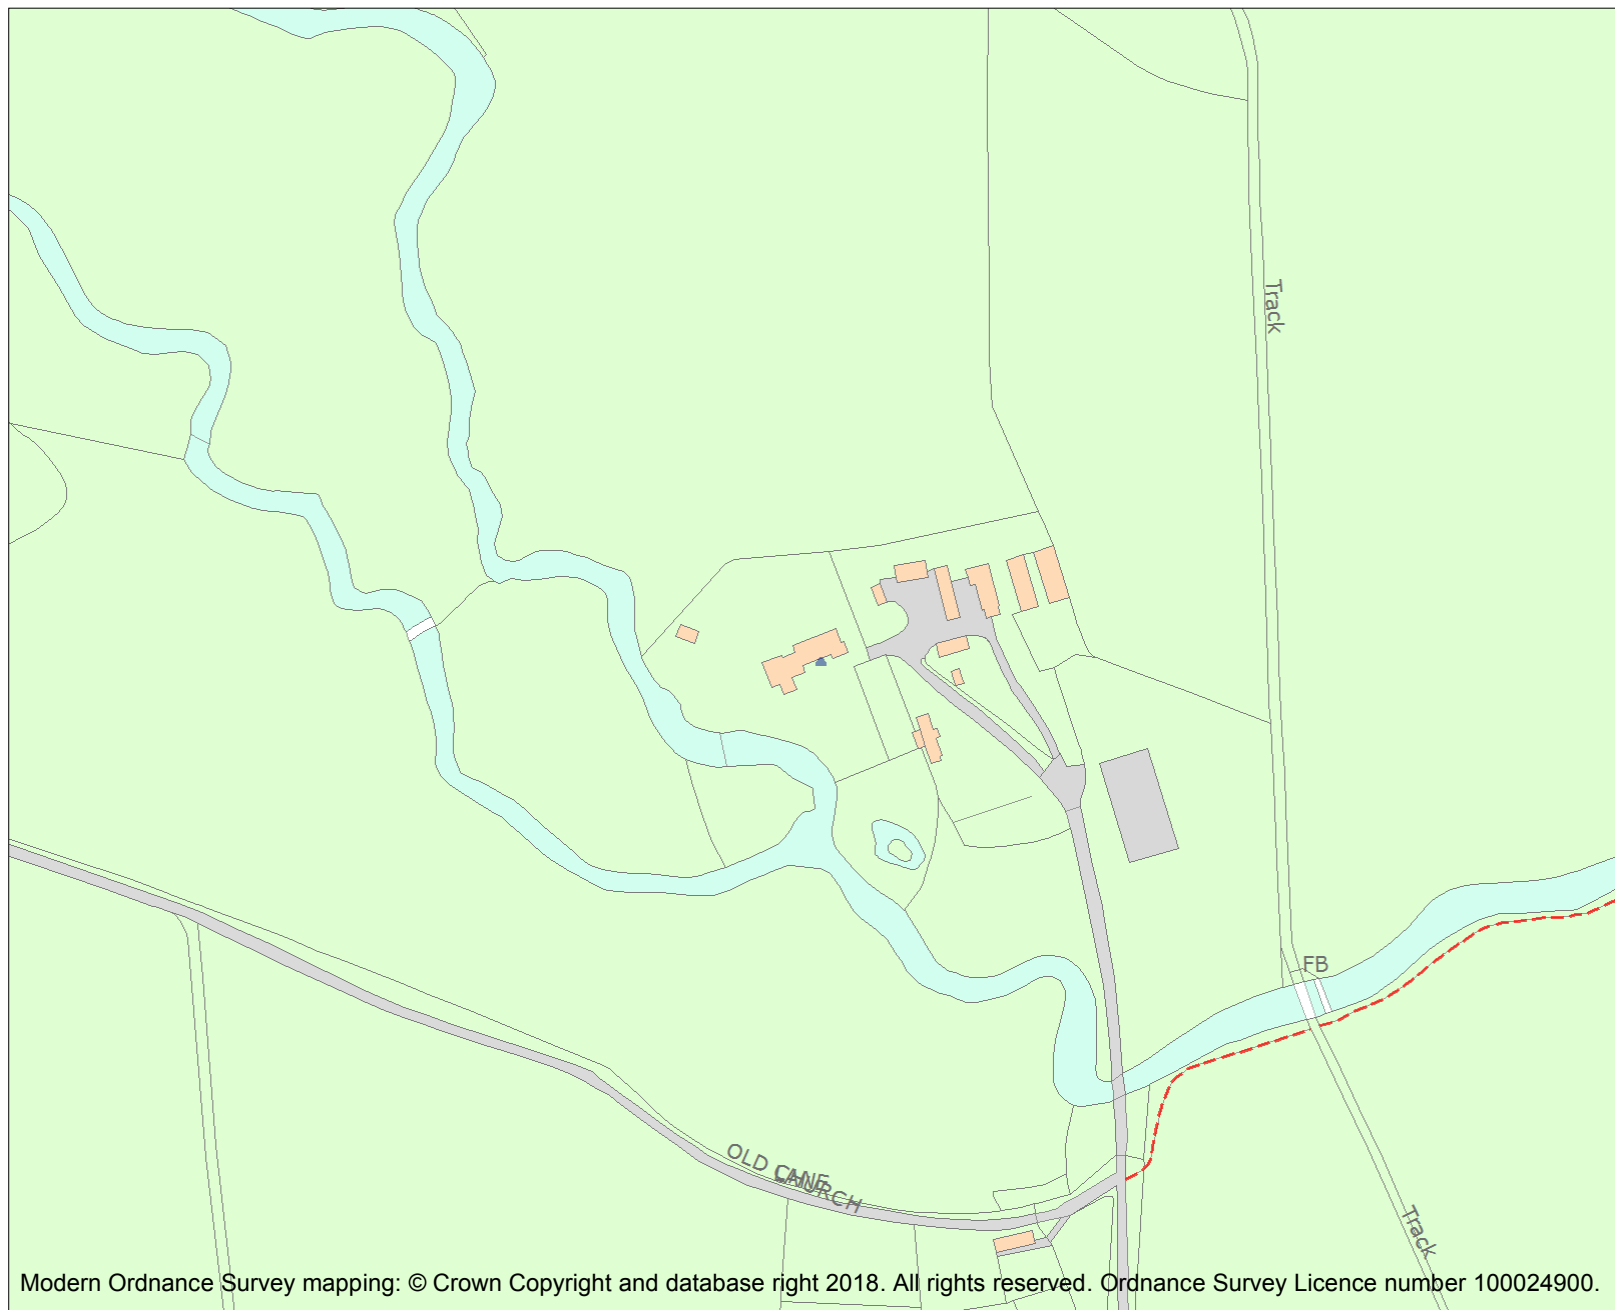 Track
FB
OLD CHURCH
LANE
Track
Modern Ordnance Survey mapping: © Crown Copyright and database right 2018. All rights reserved. Ordnance Survey Licence number 100024900.